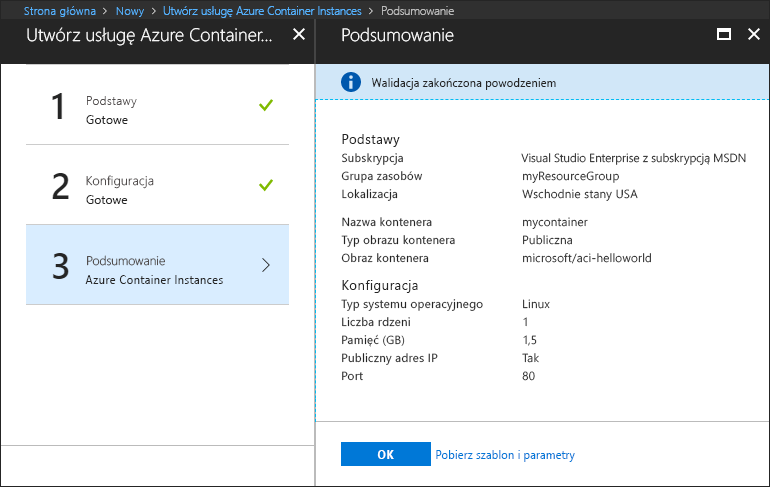 Strona główna > Nowy > Utwórz usługę Azure Container Instances > Podsumowanie
Utwórz usługę Azure Container...
1
Podstawy
Gotowe
2
Konfiguracja
Gotowe
3
Podsumowanie
Azure Container Instances
Podsumowanie
Walidacja zakończona powodzeniem
Podstawy
Subskrypcja Visual Studio Enterprise z subskrypcją MSDN
Grupa zasobów myResourceGroup
Lokalizacja Wschodnie stany USA
Nazwa kontenera mycontainer
Typ obrazu kontenera Publiczna
Obraz kontenera microsoft/aci-helloworld
Konfiguracja
Typ systemu operacyjnego Linux
Liczba rdzeni 1
Pamięć (GB) 1,5
Publiczny adres IP Tak
Port 80
OK Pobierz szablon i parametry